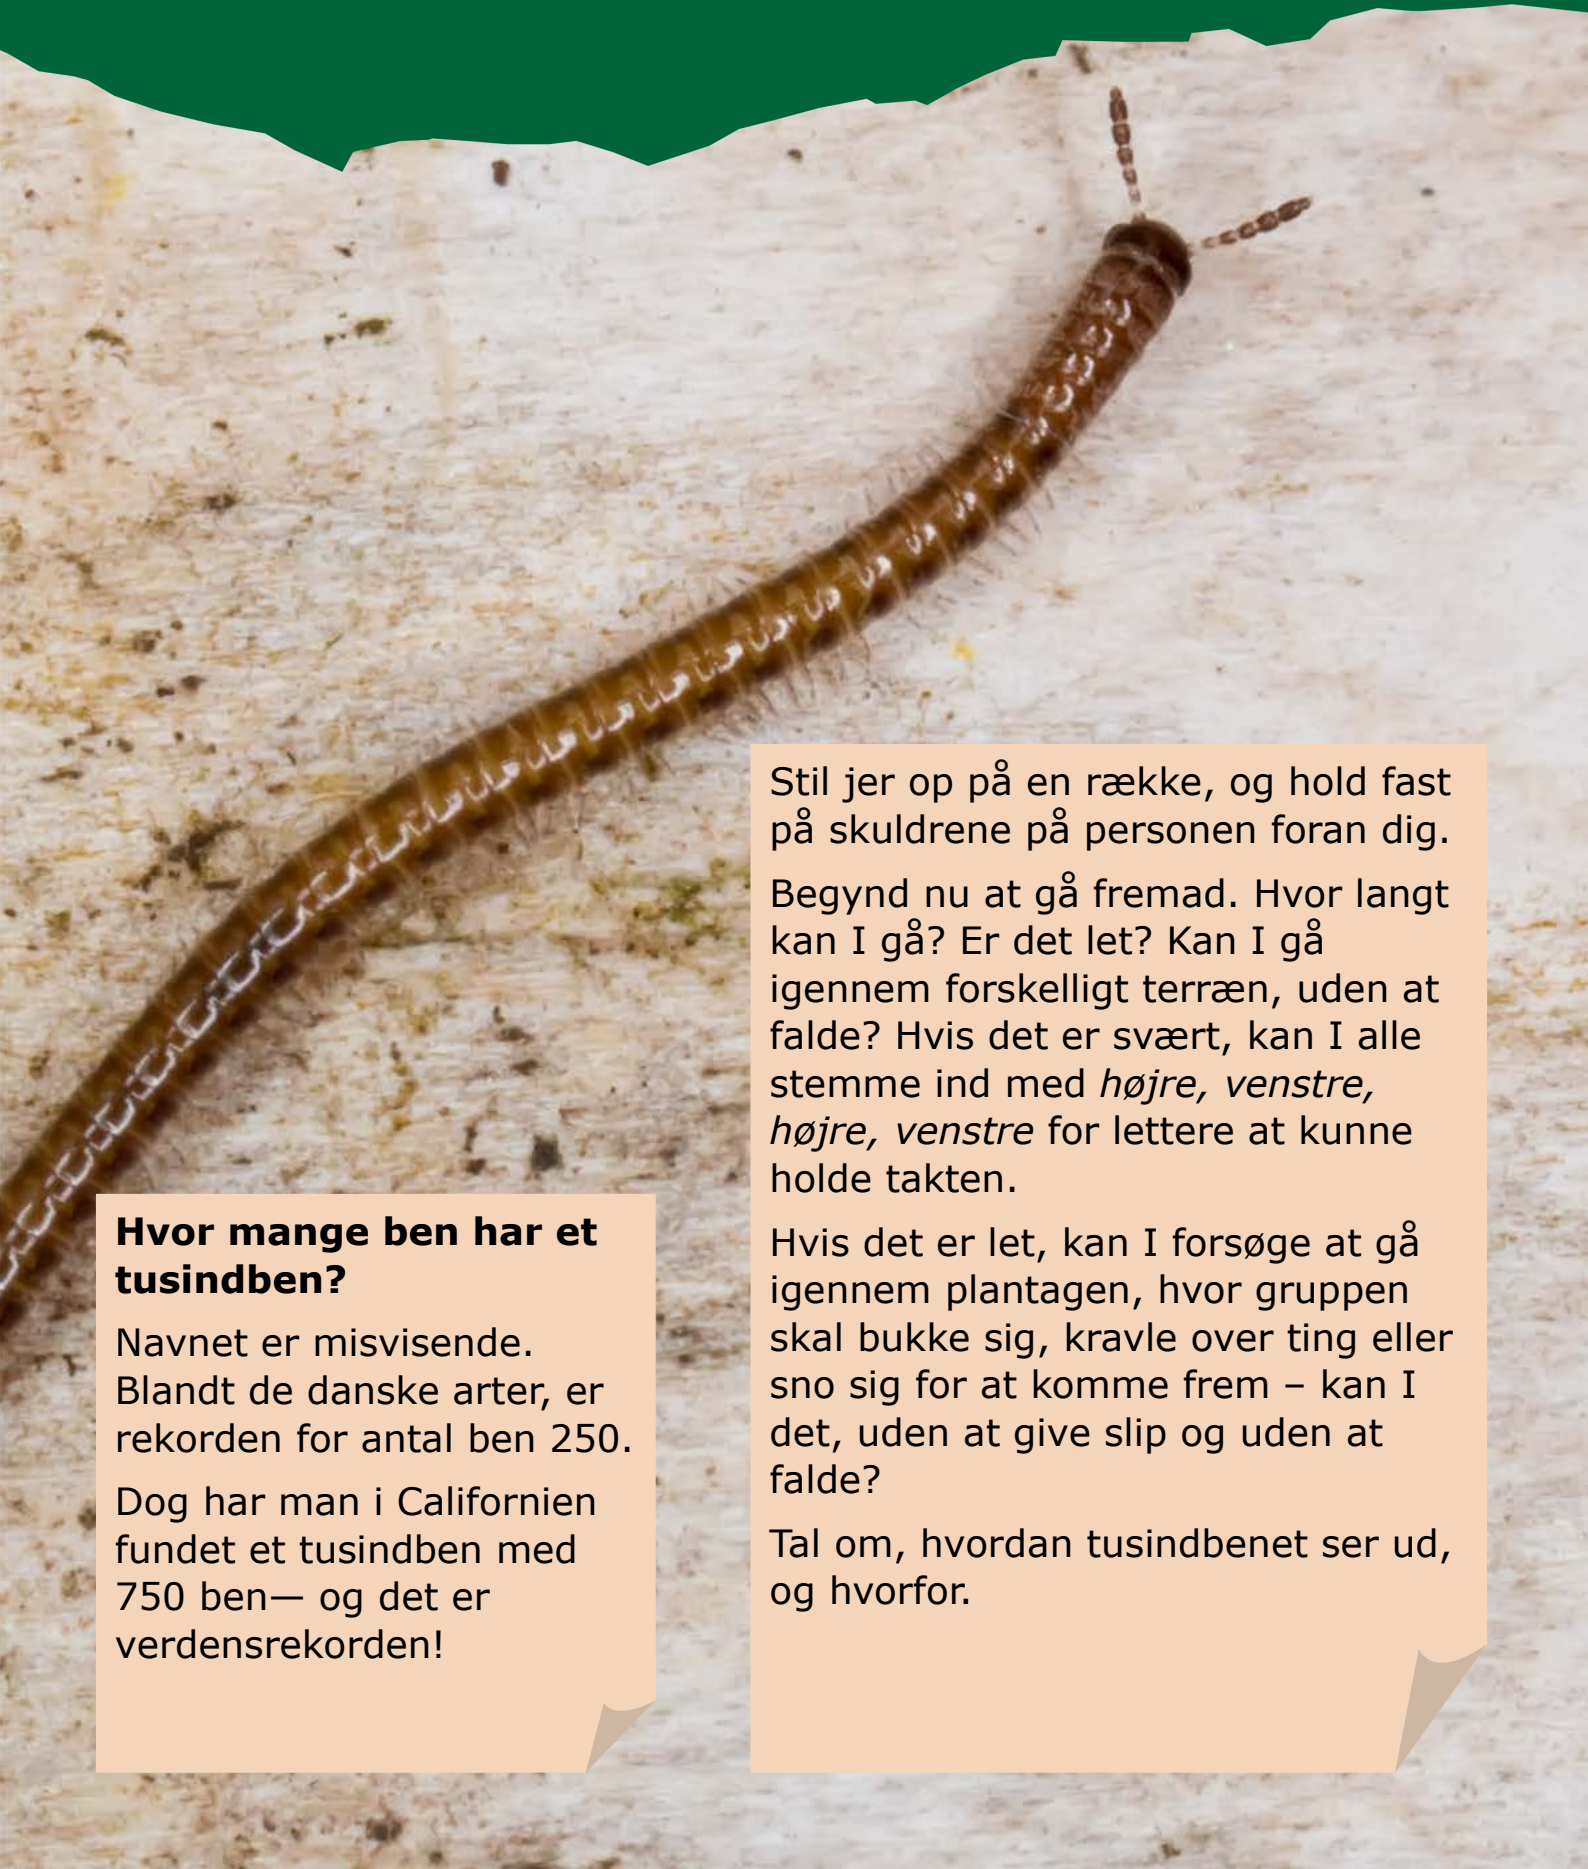 Hvor mange ben har et
tusindben?
Navnet er misvisende.
Blandt de danske arter, er
rekorden for antal ben 250.
Dog har man i Californien
fundet et tusindben med
750 ben— og det er
verdensrekorden!
Stil jer op på en række, og hold fast
på skuldrene på personen foran dig.
Begynd nu at gå fremad. Hvor langt
kan I gå? Er det let? Kan I gå
igennem forskelligt terræn, uden at
falde? Hvis det er svært, kan I alle
stemme ind med højre, venstre,
højre, venstre for lettere at kunne
holde takten.
Hvis det er let, kan I forsøge at gå
igennem plantagen, hvor gruppen
skal bukke sig, kravle over ting eller
sno sig for at komme frem – kan I
det, uden at give slip og uden at
falde?
Tal om, hvordan tusindbenet ser ud,
og hvorfor.